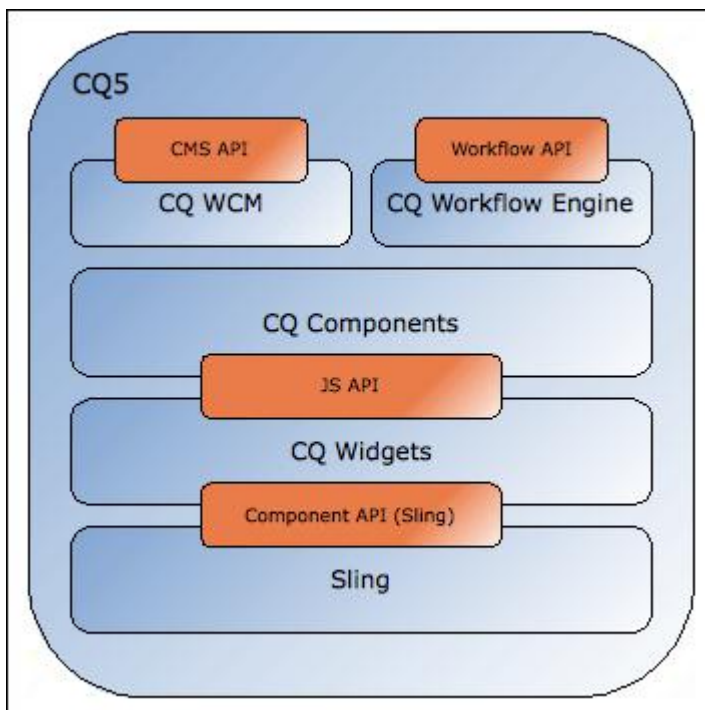 CQ5
CMS API
Workflow API
CQ WCM
CQ Workflow Engine
CQ Components
JS API
CQ Widgets
Component API (Sling)
Sling